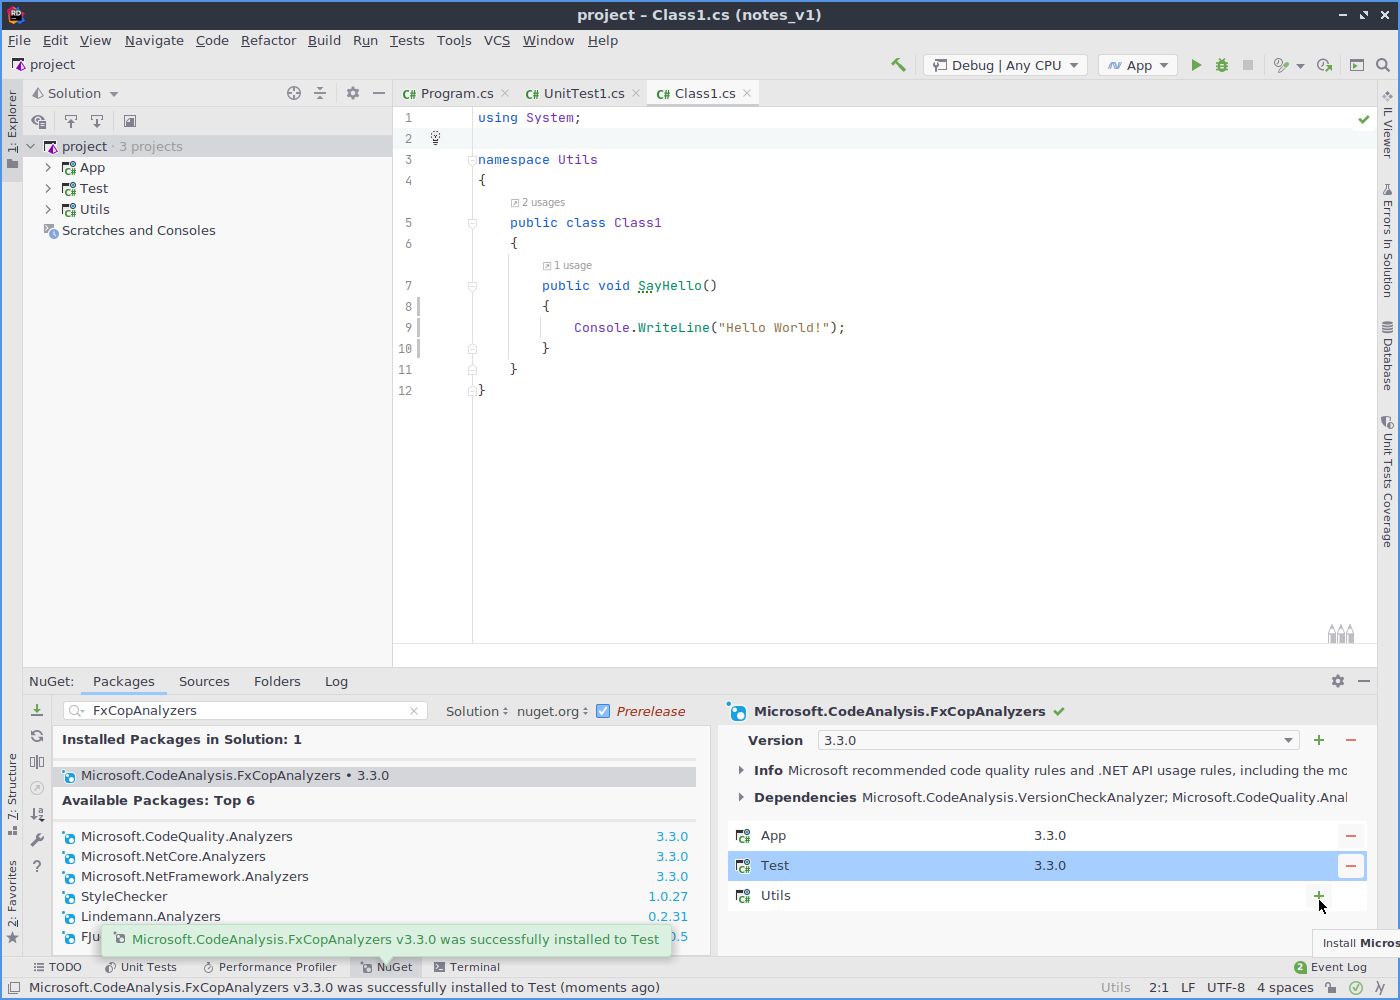 project – Class1.cs (notes_v1)
File Edit View Navigate Code Refactor Build Run Tests Tools VCS Window Help
project
Debug | Any CPU
App
1: Explorer
Solution
project · 3 projects
App
Test
Utils
Scratches and Consoles
Program.cs
UnitTest1.cs
Class1.cs
1 using System;
2
3 namespace Utils
4 {
2 usages
5 public class Class1
6 {
1 usage
7 public void SayHello()
8 {
9 Console.WriteLine("Hello World!");
10 }
11 }
12 }
IL Viewer
Errors In Solution
Database
Unit Tests Coverage
7: Structure
2: Favorites
NuGet: Packages Sources Folders Log
FxCopAnalyzers
Solution
nuget.org
Prerelease
Installed Packages in Solution: 1
Microsoft.CodeAnalysis.FxCopAnalyzers • 3.3.0
Available Packages: Top 6
Microsoft.CodeQuality.Analyzers 3.3.0
Microsoft.NetCore.Analyzers 3.3.0
Microsoft.NetFramework.Analyzers 3.3.0
StyleChecker 1.0.27
Lindemann.Analyzers 0.2.31
Microsoft.CodeAnalysis.FxCopAnalyzers v3.3.0 was successfully installed to Test
Microsoft.CodeAnalysis.FxCopAnalyzers
Version 3.3.0
Info Microsoft recommended code quality rules and .NET API usage rules, including the mo
Dependencies Microsoft.CodeAnalysis.VersionCheckAnalyzer; Microsoft.CodeQuality.Anal
App 3.3.0
Test 3.3.0
Utils
Install Micros
TODO
Unit Tests
Performance Profiler
NuGet
Terminal
2 Event Log
Microsoft.CodeAnalysis.FxCopAnalyzers v3.3.0 was successfully installed to Test (moments ago)
Utils 2:1 LF UTF-8 4 spaces